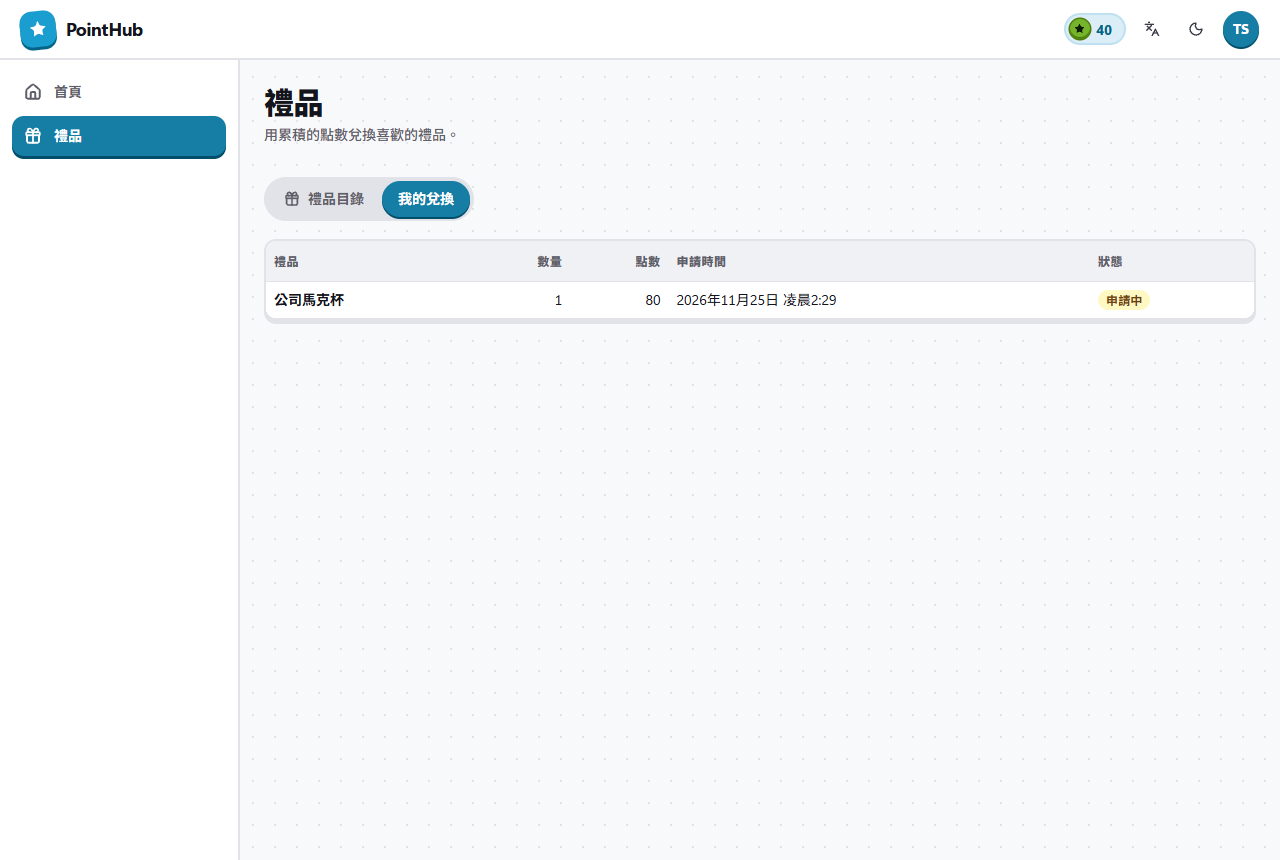 PointHub
40
TS
首頁
禮品
禮品
用累積的點數兌換喜歡的禮品。
禮品目錄 我的兌換
禮品 數量 點數 申請時間 狀態
公司馬克杯 1 80 2026年11月25日 凌晨2:29 申請中